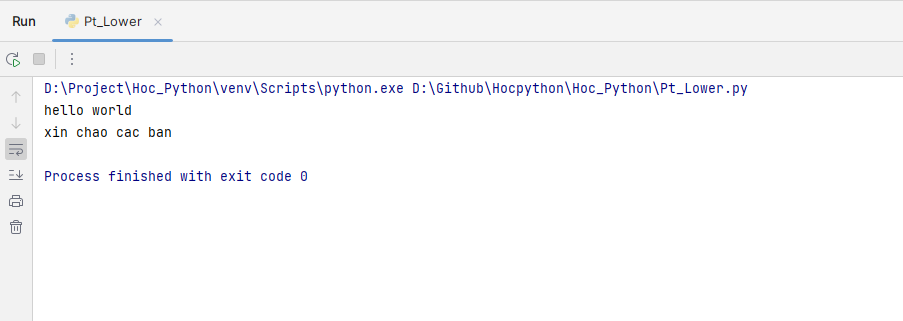 Run Pt_Lower
D:\Project\Hoc_Python\venv\Scripts\python.exe D:\Github\Hocpython\Hoc_Python\Pt_Lower.py
hello world
xin chao cac ban
Process finished with exit code 0